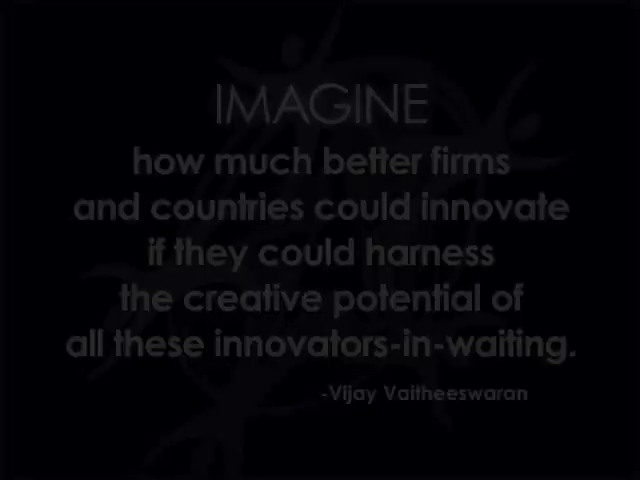 IMAGINE
how much better firms
and countries could innovate
if they could harness
the creative potential of
all these innovators-in-waiting.
-Vijay Vaitheeswaran